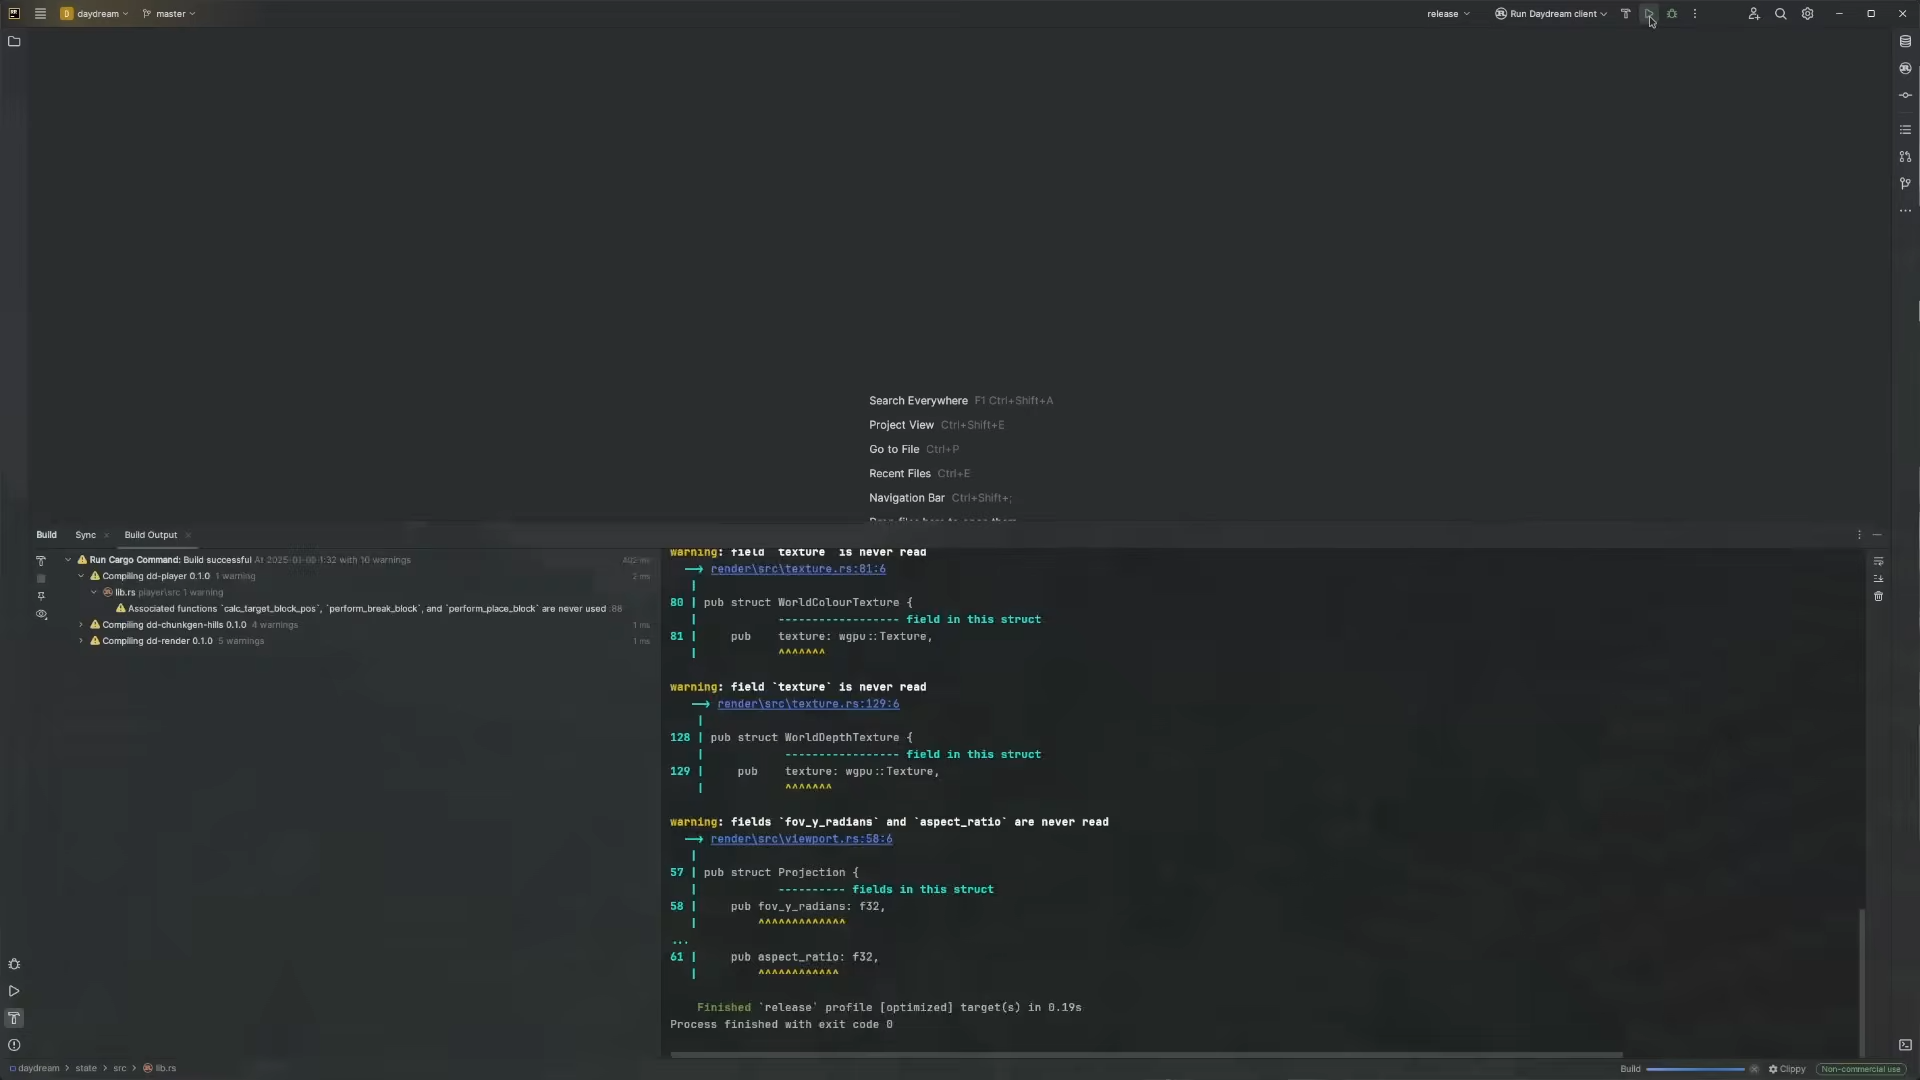 D daydream master release Run Daydream client
Search Everywhere F1 Ctrl+Shift+A
Project View Ctrl+Shift+E
Go to File Ctrl+P
Recent Files Ctrl+E
Navigation Bar Ctrl+Shift+;
Build Sync × Build Output ×
Run Cargo Command: Build successful with 10 warnings
Compiling dd-player 0.1.0 1 warning 2 ms
lib.rs player\src 1 warning
Associated functions `calc_target_block_pos`, `perform_break_block`, and `perform_place_block` are never used :88
Compiling dd-chunkgen-hills 0.1.0 4 warnings 1 ms
Compiling dd-render 0.1.0 5 warnings 1 ms
warning: field `texture` is never read
--> render\src\texture.rs:81:6
|
80 | pub struct WorldColourTexture {
| ------------------ field in this struct
81 | pub texture: wgpu::Texture,
| ^^^^^^^
warning: field `texture` is never read
--> render\src\texture.rs:129:6
|
128 | pub struct WorldDepthTexture {
| ----------------- field in this struct
129 | pub texture: wgpu::Texture,
| ^^^^^^^
warning: fields `fov_y_radians` and `aspect_ratio` are never read
--> render\src\viewport.rs:58:6
|
57 | pub struct Projection {
| ---------- fields in this struct
58 | pub fov_y_radians: f32,
| ^^^^^^^^^^^^^
...
61 | pub aspect_ratio: f32,
| ^^^^^^^^^^^^
Finished `release` profile [optimized] target(s) in 0.19s
Process finished with exit code 0
daydream > state > src > lib.rs
Build Clippy Non-commercial use